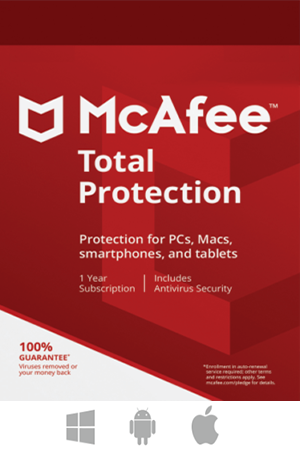 McAfee™
Total
Protection
Protection for PCs, Macs,
smartphones, and tablets
1 Year
Subscription
Includes
Antivirus Security
100%
GUARANTEE*
Viruses removed or
your money back
*Enrollment in auto-renewal
service required; other terms
and restrictions apply. See
mcafee.com/pledge for details.